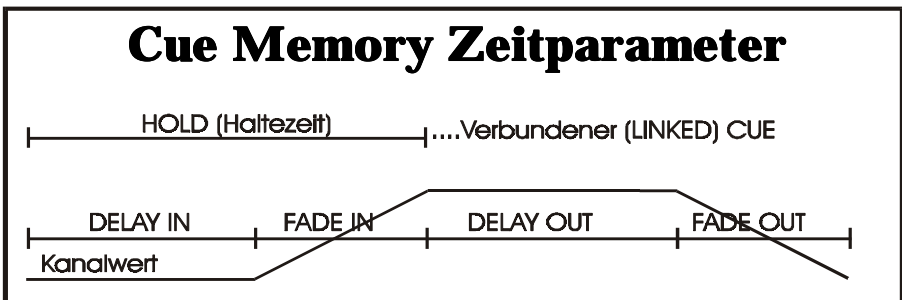 Cue Memory Zeitparameter
HOLD (Haltezeit) ....Verbundener (LINKED) CUE
DELAY IN FADE IN DELAY OUT FADE OUT
Kanalwert